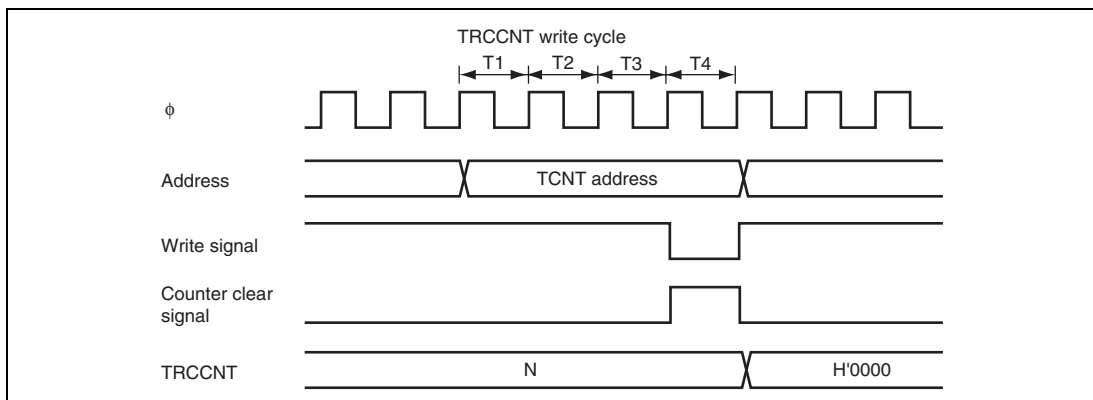 TRCCNT write cycle
T1 T2 T3 T4
ϕ
Address TCNT address
Write signal
Counter clear
signal
TRCCNT N H'0000